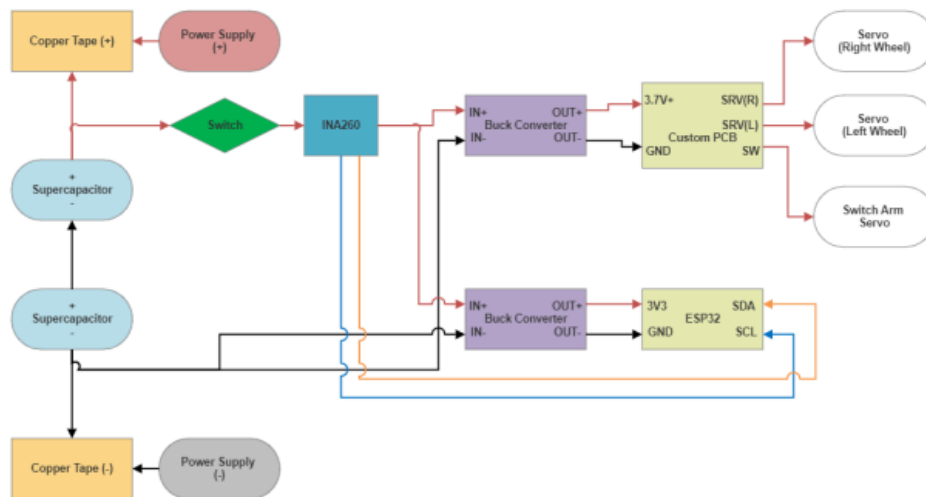 Copper Tape (+)
Power Supply
(+)
Servo
(Right Wheel)
Switch
INA260
IN+
OUT+
Buck Converter
IN-
OUT-
3.7V+
SRV(R)
SRV(L)
Custom PCB
GND
SW
Servo
(Left Wheel)
+
Supercapacitor
-
Switch Arm
Servo
+
Supercapacitor
-
IN+
OUT+
Buck Converter
IN-
OUT-
3V3
SDA
ESP32
GND
SCL
Copper Tape (-)
Power Supply
(-)